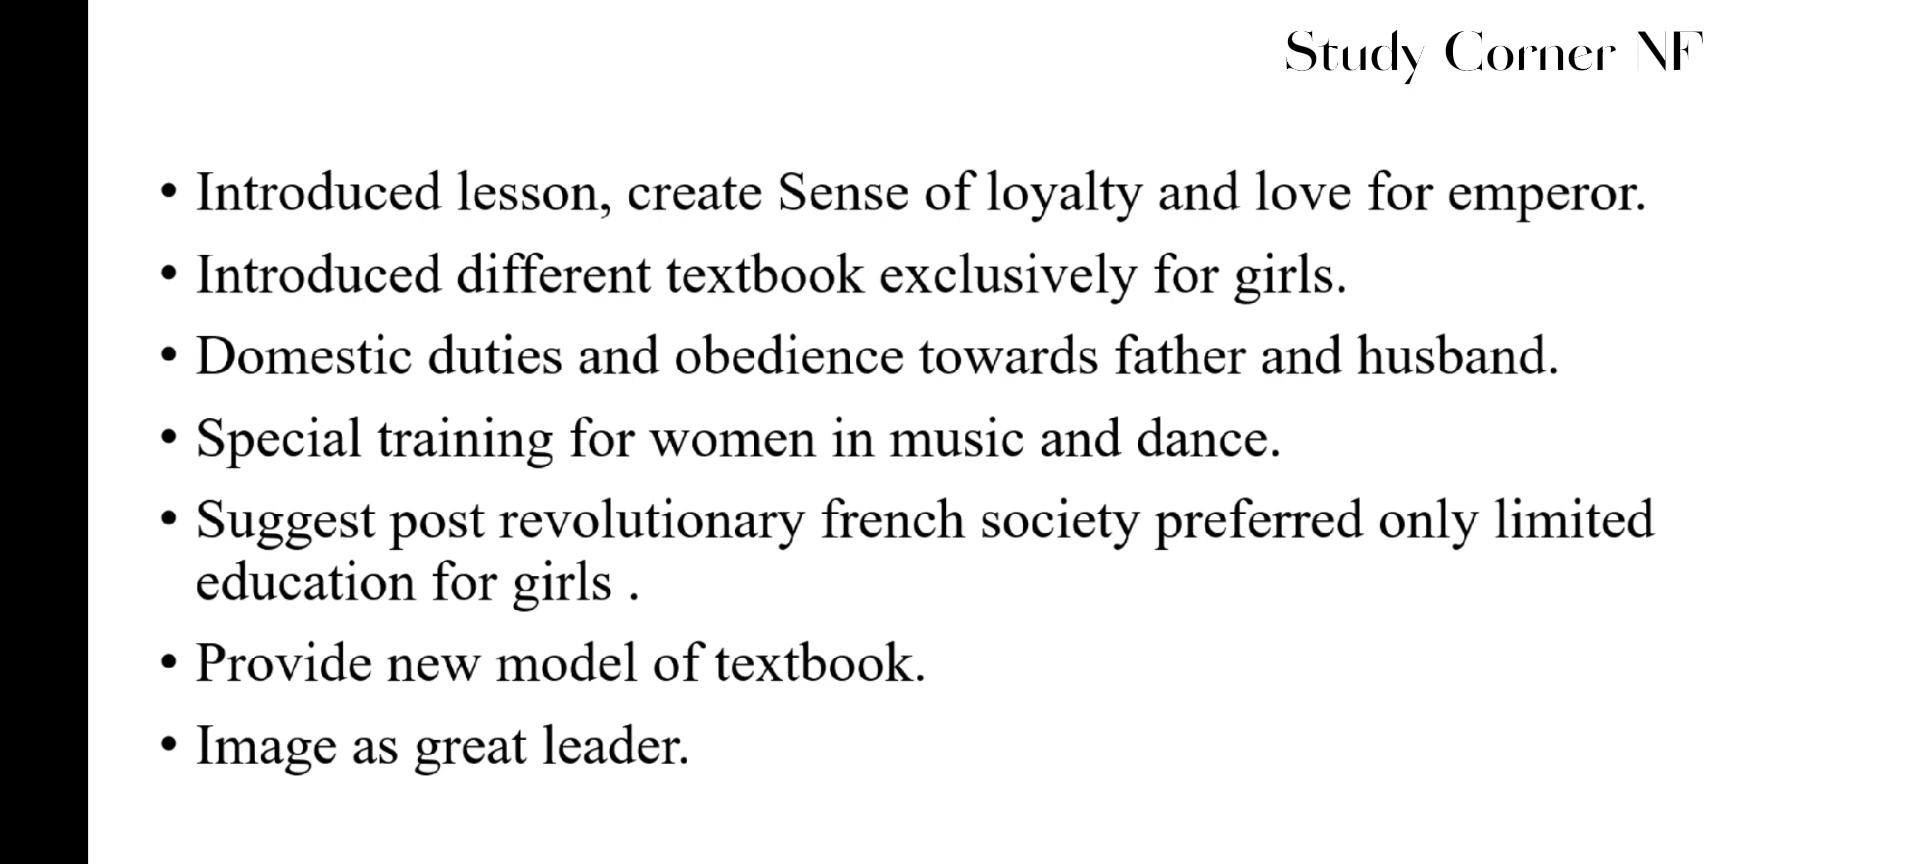 Study Corner NF
• Introduced lesson, create Sense of loyalty and love for emperor.
• Introduced different textbook exclusively for girls.
• Domestic duties and obedience towards father and husband.
• Special training for women in music and dance.
• Suggest post revolutionary french society preferred only limited
education for girls .
• Provide new model of textbook.
• Image as great leader.